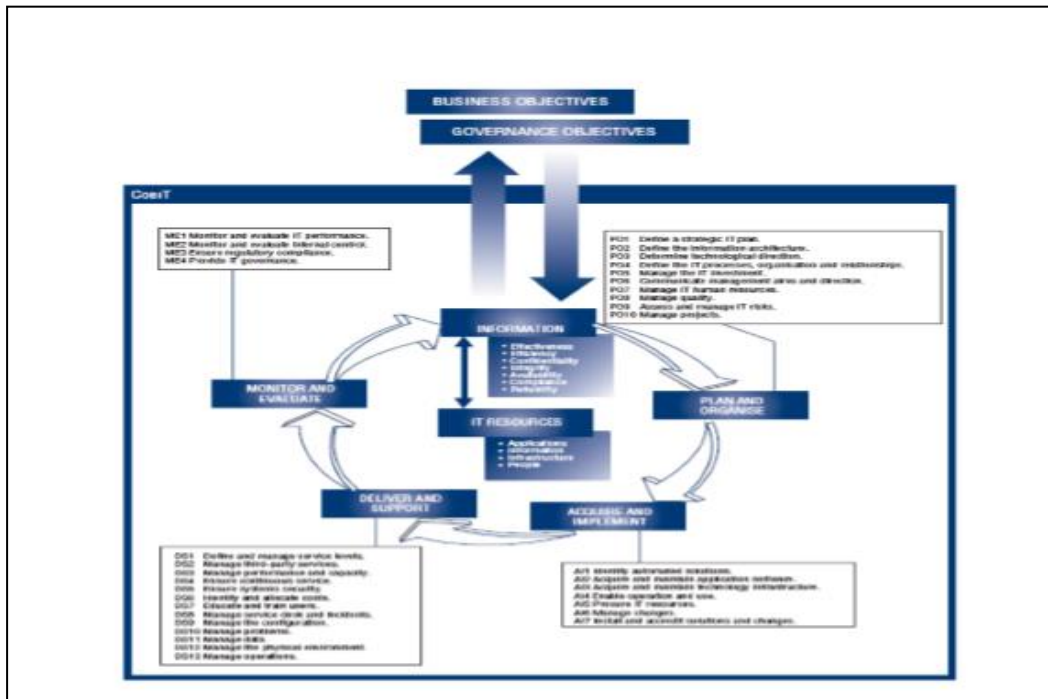 BUSINESS OBJECTIVES
GOVERNANCE OBJECTIVES
COBIT
ME1 Monitor and evaluate IT performance.
ME2 Monitor and evaluate internal control.
ME3 Ensure regulatory compliance.
ME4 Provide IT governance.
PO1 Define a strategic IT plan.
PO2 Define the information architecture.
PO3 Determine technological direction.
PO4 Define the IT processes, organisation and relationships.
PO5 Manage the IT investment.
PO6 Communicate management aims and direction.
PO7 Manage IT human resources.
PO8 Manage quality.
PO9 Assess and manage IT risks.
PO10 Manage projects.
INFORMATION
• Effectiveness
• Efficiency
• Confidentiality
• Integrity
• Availability
• Compliance
• Reliability
MONITOR AND
EVALUATE
PLAN AND
ORGANISE
IT RESOURCES
• Applications
• Information
• Infrastructure
• People
DELIVER AND
SUPPORT
ACQUIRE AND
IMPLEMENT
DS1 Define and manage service levels.
DS2 Manage third-party services.
DS3 Manage performance and capacity.
DS4 Ensure continuous service.
DS5 Ensure systems security.
DS6 Identify and allocate costs.
DS7 Educate and train users.
DS8 Manage service desk and incidents.
DS9 Manage the configuration.
DS10 Manage problems.
DS11 Manage data.
DS12 Manage the physical environment.
DS13 Manage operations.
AI1 Identify automated solutions.
AI2 Acquire and maintain application software.
AI3 Acquire and maintain technology infrastructure.
AI4 Enable operation and use.
AI5 Procure IT resources.
AI6 Manage changes.
AI7 Install and accredit solutions and changes.